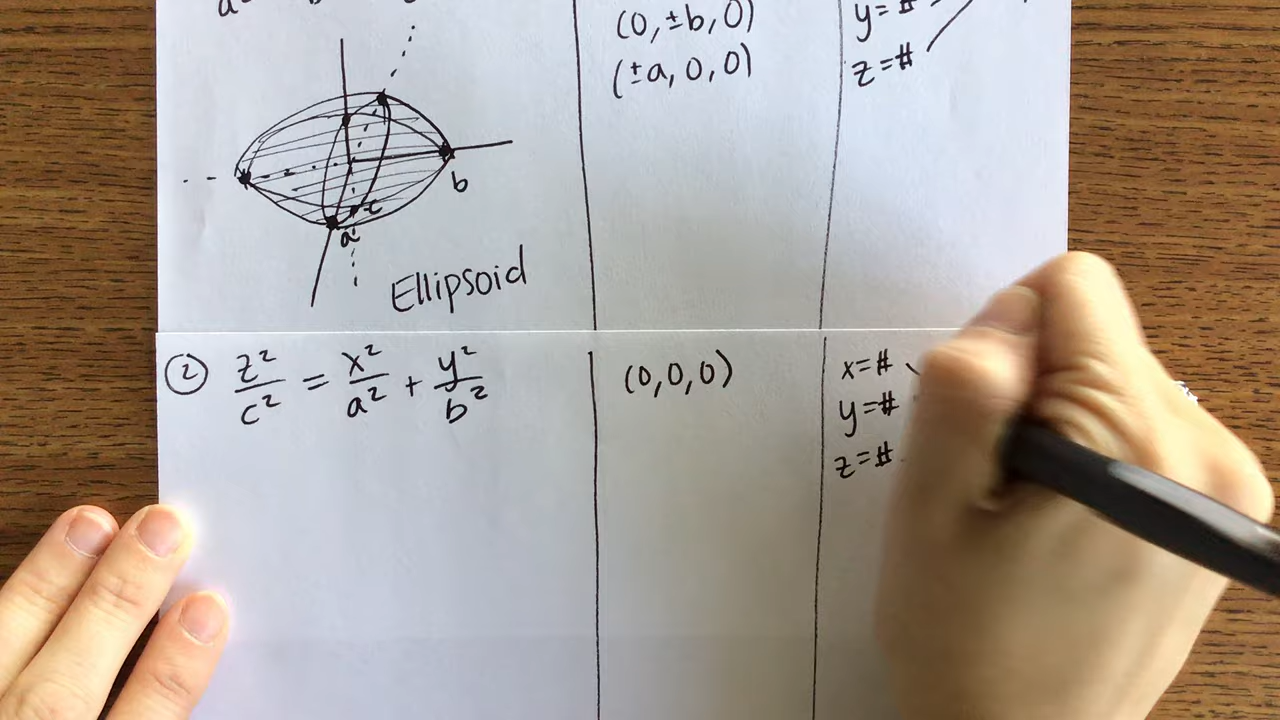 (0, ±b, 0)
(±a, 0, 0)
y = #
z = #
b
c
a
Ellipsoid
② z²/c² = x²/a² + y²/b²
(0,0,0)
x = #
y = #
z = #